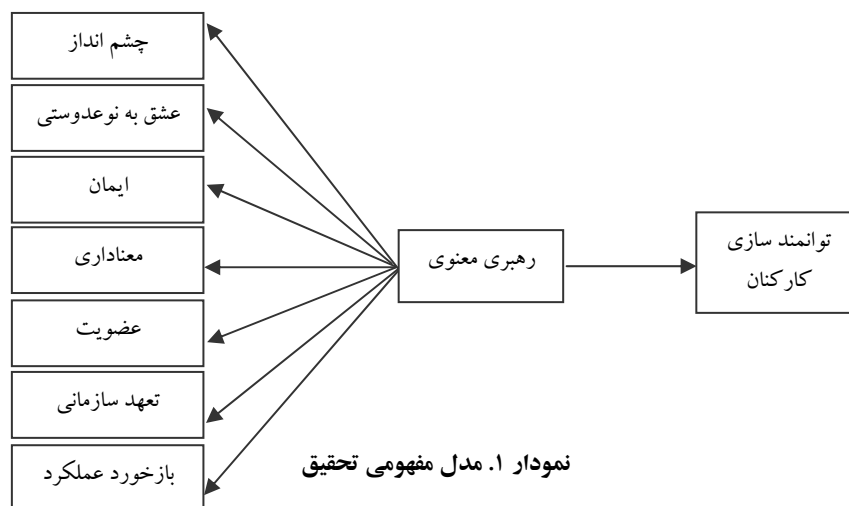 چشم انداز
عشق به نوعدوستی
ایمان
معناداری
عضویت
تعهد سازمانی
بازخورد عملکرد
رهبری معنوی
توانمند سازی
کارکنان
نمودار ۱. مدل مفهومی تحقیق